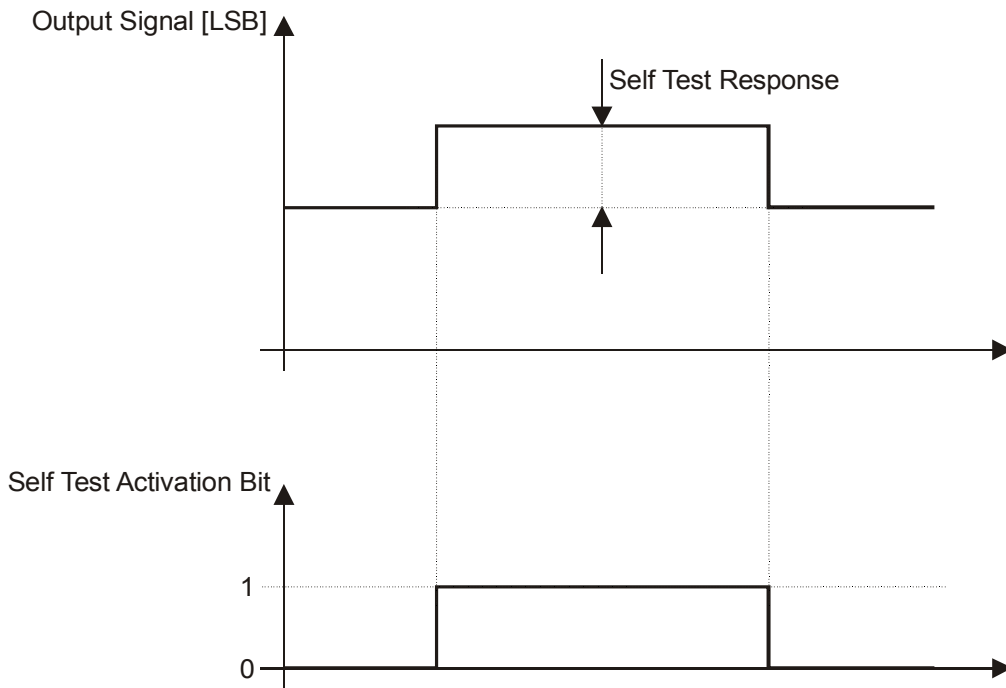 Output Signal [LSB]
Self Test Response
Self Test Activation Bit
1
0